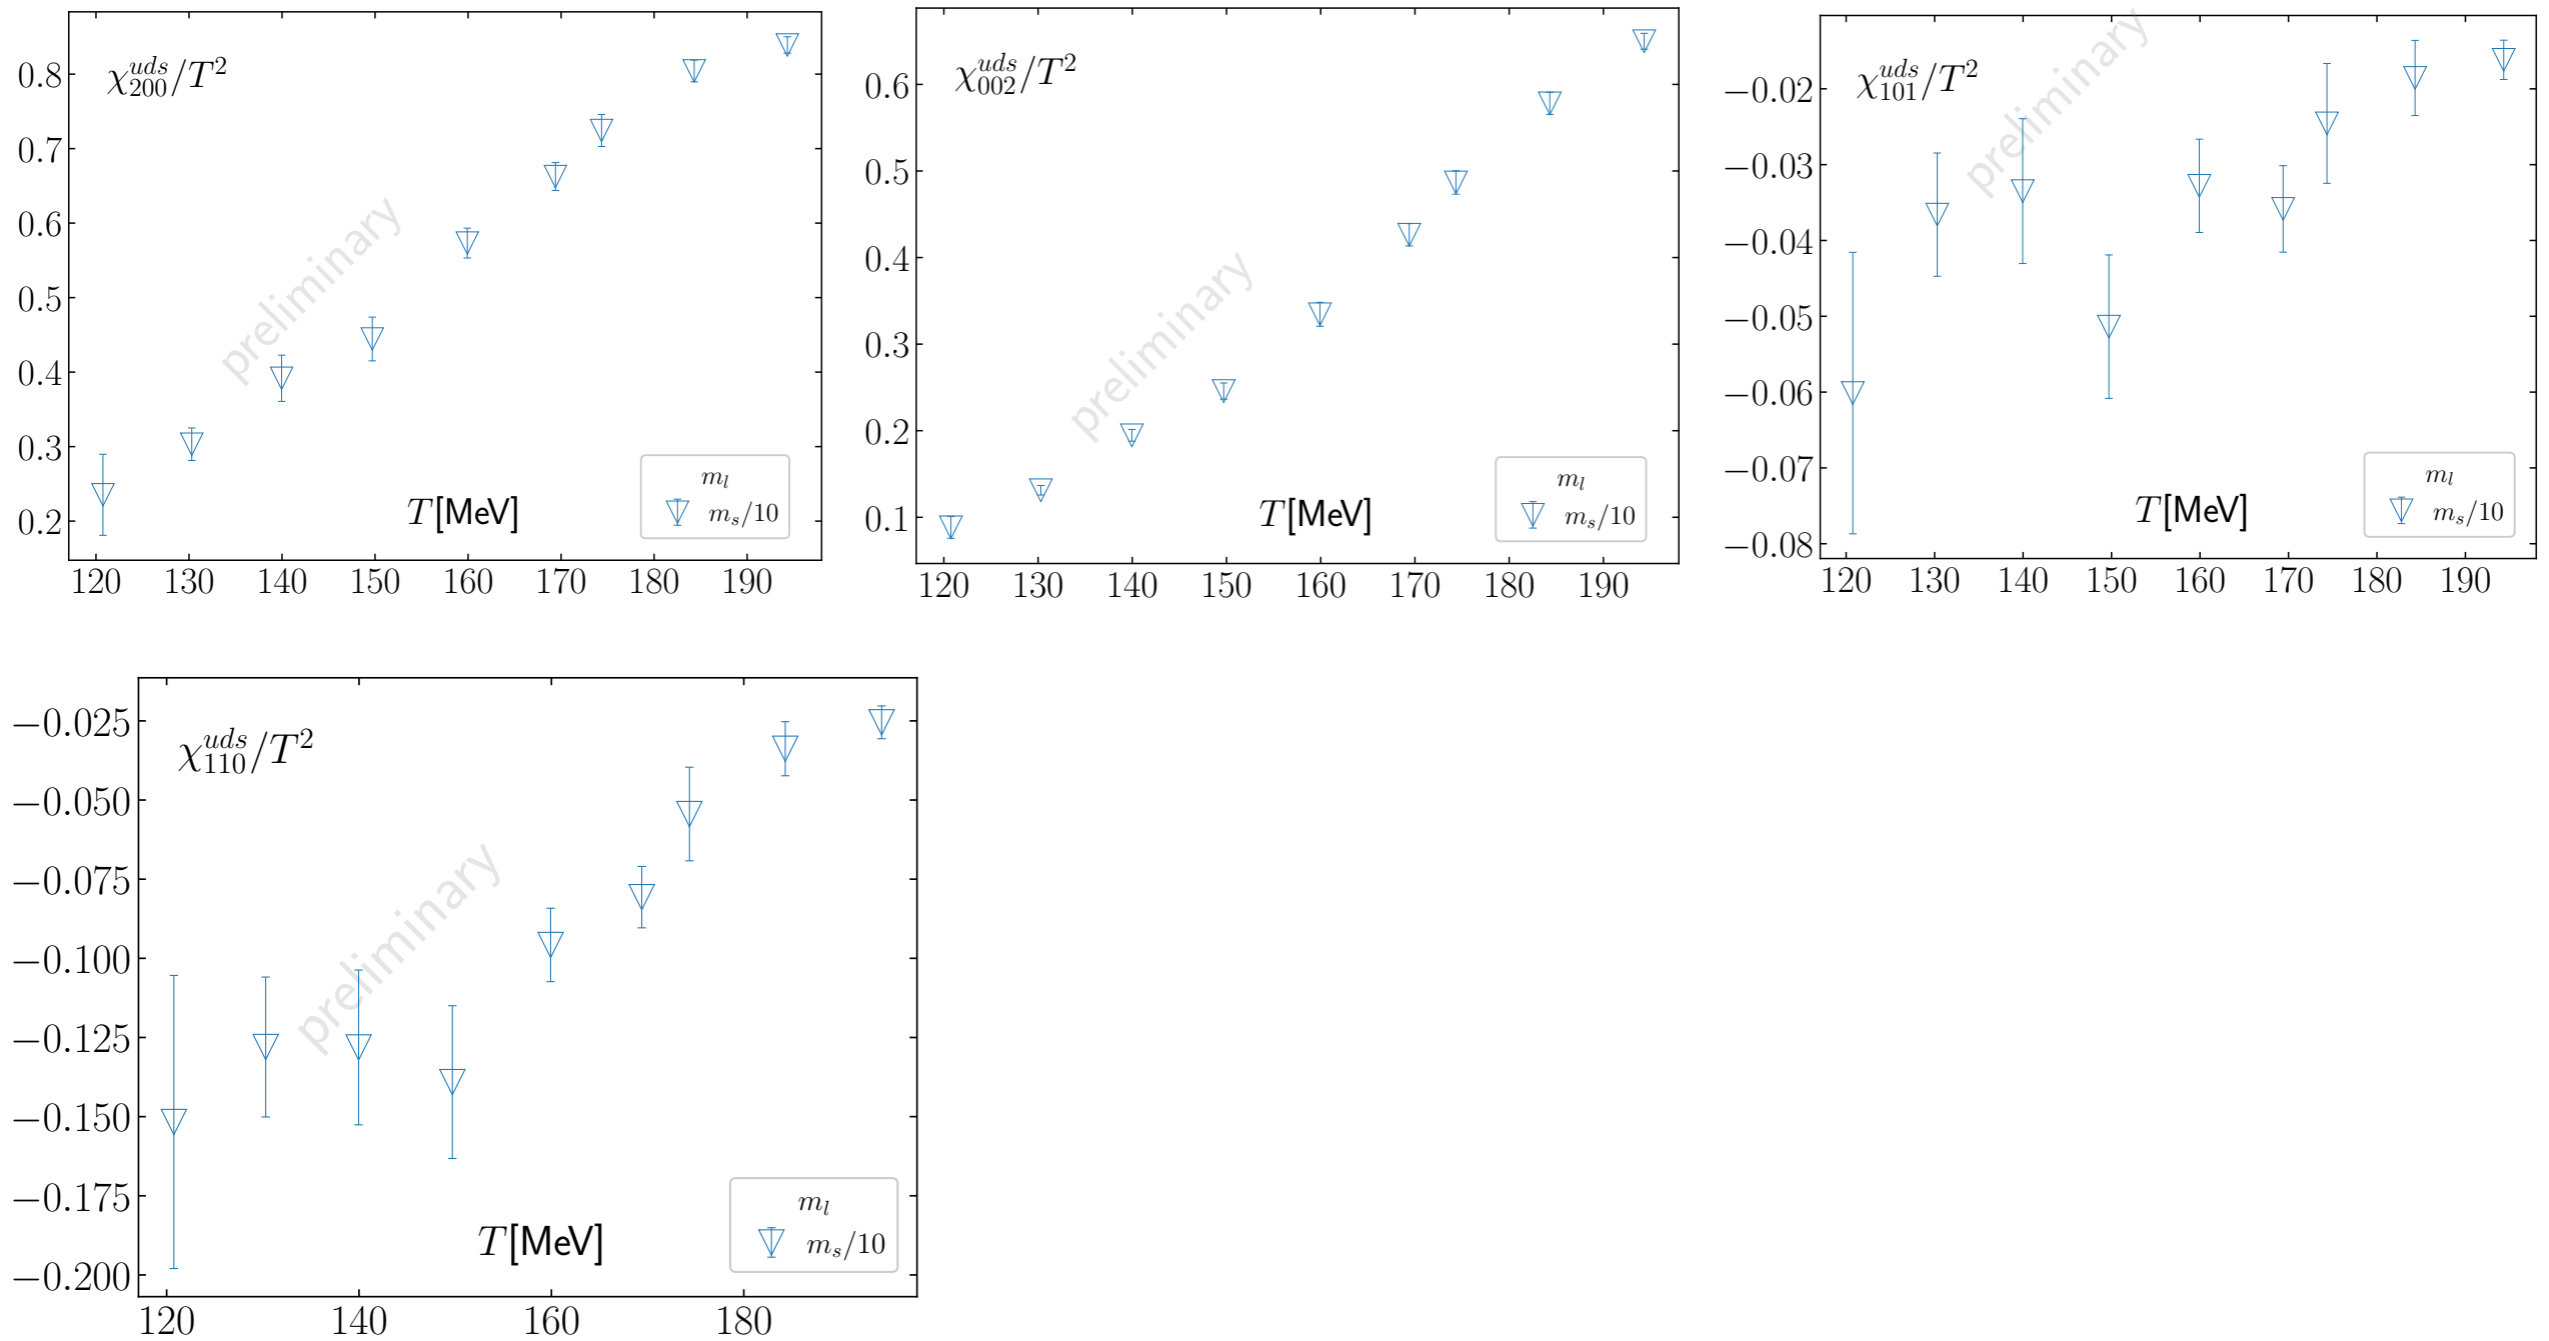 χ_{200}^{uds}/T^2
0.8
0.7
0.6
0.5
0.4
0.3
0.2
preliminary
T[MeV]
m_l
m_s/10
120 130 140 150 160 170 180 190
χ_{002}^{uds}/T^2
0.6
0.5
0.4
0.3
0.2
0.1
preliminary
T[MeV]
m_l
m_s/10
120 130 140 150 160 170 180 190
χ_{101}^{uds}/T^2
−0.02
−0.03
−0.04
−0.05
−0.06
−0.07
−0.08
preliminary
T[MeV]
m_l
m_s/10
120 130 140 150 160 170 180 190
χ_{110}^{uds}/T^2
−0.025
−0.050
−0.075
−0.100
−0.125
−0.150
−0.175
−0.200
preliminary
T[MeV]
m_l
m_s/10
120 140 160 180